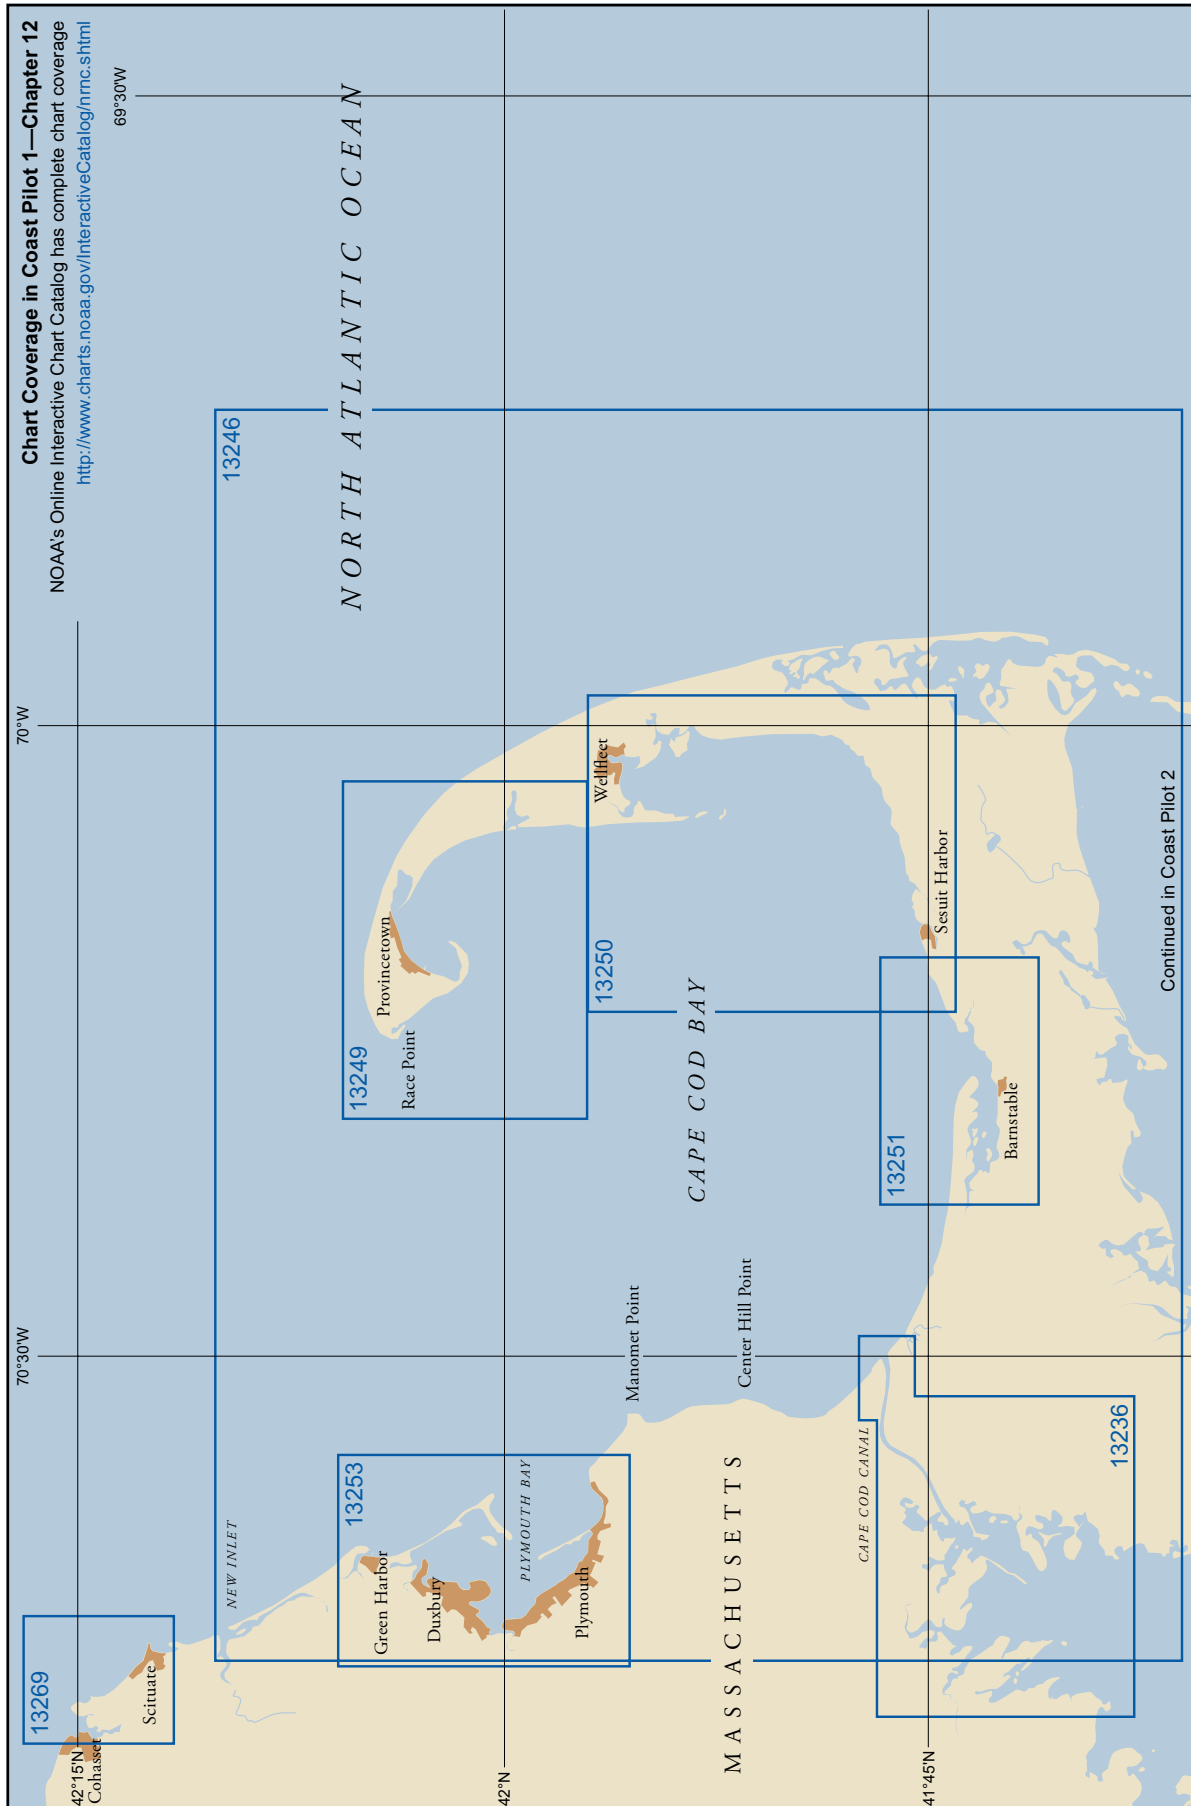 Chart Coverage in Coast Pilot 1—Chapter 12
NOAA's Online Interactive Chart Catalog has complete chart coverage
http://www.charts.noaa.gov/InteractiveCatalog/nrnc.shtml
70°30'W
70°W
69°30'W
42°15'N
Cohasset
13269
Scituate
NEW INLET
13246
NORTH ATLANTIC OCEAN
13253
Green Harbor
Duxbury
PLYMOUTH BAY
Plymouth
13249
Provincetown
Race Point
42°N
Wellfleet
13250
Manomet Point
CAPE COD BAY
Center Hill Point
MASSACHUSETTS
CAPE COD CANAL
13251
41°45'N
Sesuit Harbor
Barnstable
13236
Continued in Coast Pilot 2